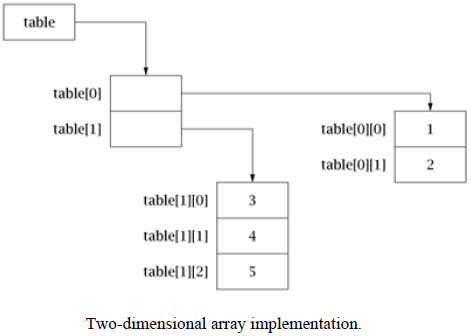 table
table[0]
table[1]
table[0][0] 1
table[0][1] 2
table[1][0] 3
table[1][1] 4
table[1][2] 5
Two-dimensional array implementation.